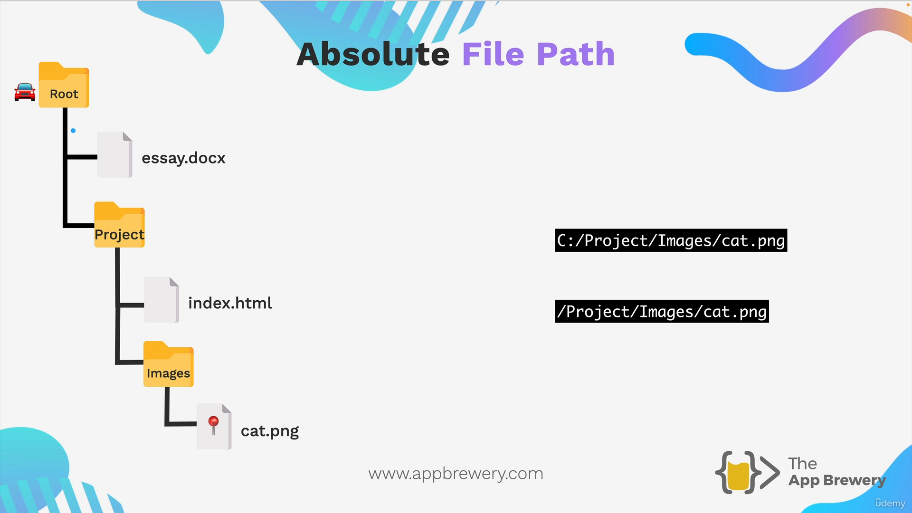 Absolute File Path
Root
essay.docx
Project
C:/Project/Images/cat.png
index.html
/Project/Images/cat.png
Images
cat.png
www.appbrewery.com
The
App Brewery
udemy